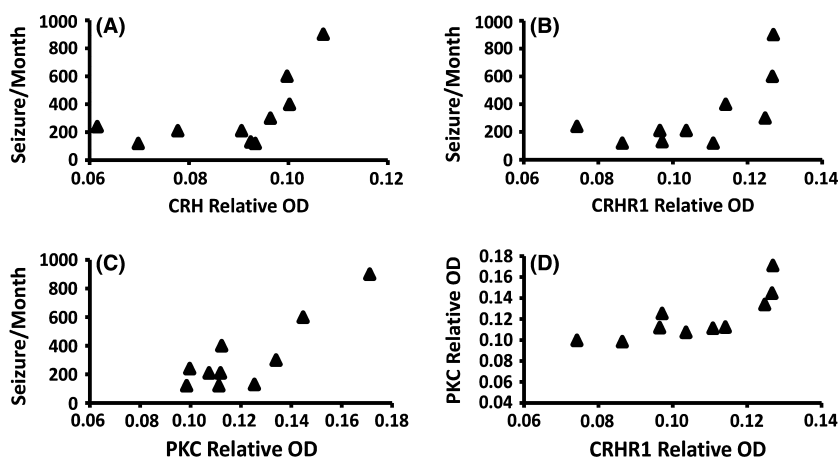 (A)
Seizure/Month
1000
800
600
400
200
0
0.06 0.08 0.10 0.12
CRH Relative OD
(B)
Seizure/Month
1000
800
600
400
200
0
0.06 0.08 0.10 0.12 0.14
CRHR1 Relative OD
(C)
Seizure/Month
1000
800
600
400
200
0
0.06 0.08 0.10 0.12 0.14 0.16 0.18
PKC Relative OD
(D)
PKC Relative OD
0.18
0.16
0.14
0.12
0.10
0.08
0.06
0.04
0.06 0.08 0.10 0.12 0.14
CRHR1 Relative OD